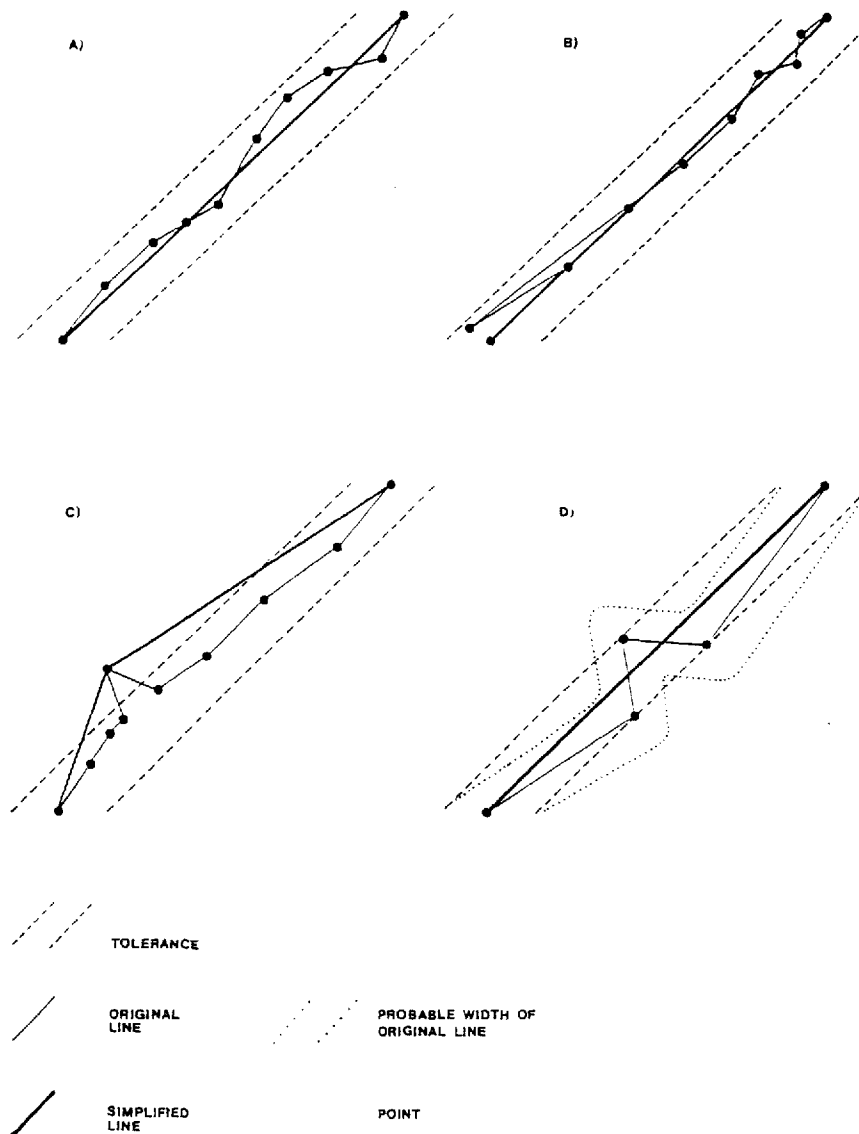 A)
B)
C)
D)
TOLERANCE
ORIGINAL
LINE
PROBABLE WIDTH OF
ORIGINAL LINE
SIMPLIFIED
LINE
POINT